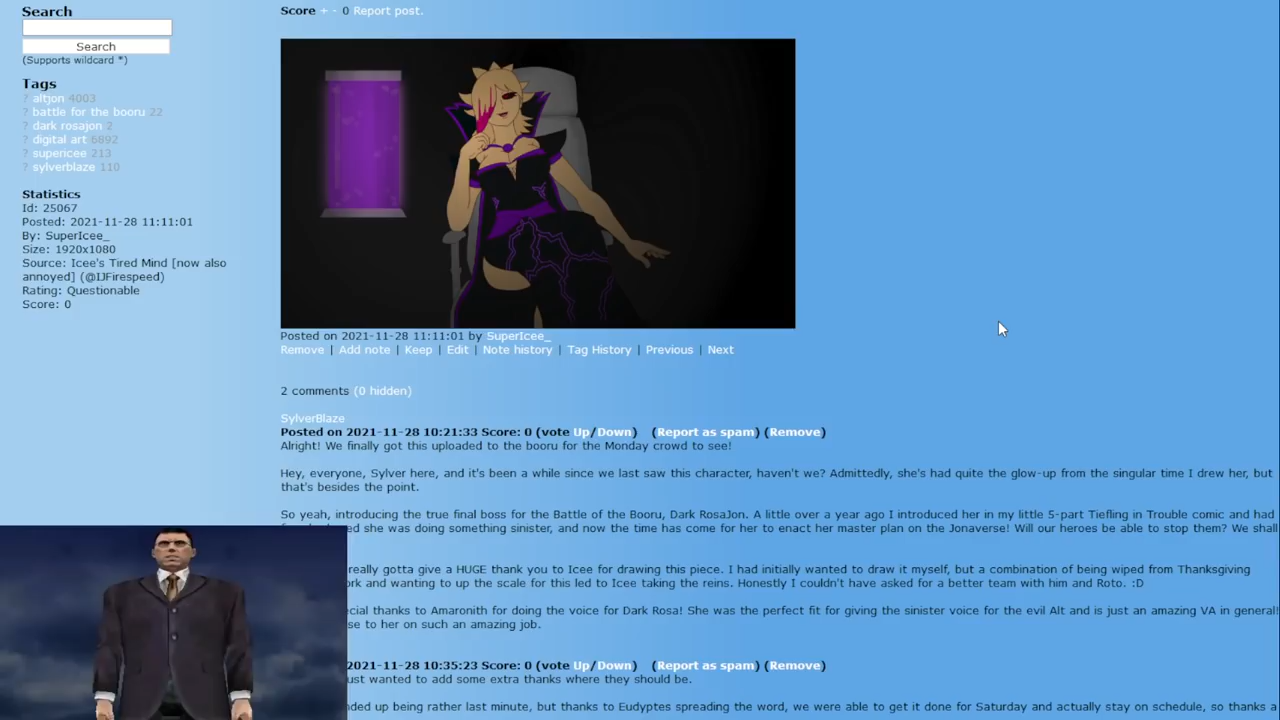 Search
Search
(Supports wildcard *)
Tags
? altjon 4003
? battle for the booru 22
? dark rosajon 2
? digital art 6892
? supericee 213
? sylverblaze 110
Statistics
Id: 25067
Posted: 2021-11-28 11:11:01
By: SuperIcee_
Size: 1920x1080
Source: Icee's Tired Mind [now also
annoyed] (@IJFirespeed)
Rating: Questionable
Score: 0
Score + - 0 Report post.
Posted on 2021-11-28 11:11:01 by SuperIcee_
Remove | Add note | Keep | Edit | Note history | Tag History | Previous | Next
2 comments (0 hidden)
SylverBlaze
Posted on 2021-11-28 10:21:33 Score: 0 (vote Up/Down) (Report as spam) (Remove)
Alright! We finally got this uploaded to the booru for the Monday crowd to see!
Hey, everyone, Sylver here, and it's been a while since we last saw this character, haven't we? Admittedly, she's had quite the glow-up from the singular time I drew her, but
that's besides the point.
So yeah, introducing the true final boss for the Battle of the Booru, Dark RosaJon. A little over a year ago I introduced her in my little 5-part Tiefling in Trouble comic and had
she was doing something sinister, and now the time has come for her to enact her master plan on the Jonaverse! Will our heroes be able to stop them? We shall
really gotta give a HUGE thank you to Icee for drawing this piece. I had initially wanted to draw it myself, but a combination of being wiped from Thanksgiving
and wanting to up the scale for this led to Icee taking the reins. Honestly I couldn't have asked for a better team with him and Roto. :D
thanks to Amaronith for doing the voice for Dark Rosa! She was the perfect fit for giving the sinister voice for the evil Alt and is just an amazing VA in general!
to her on such an amazing job.
2021-11-28 10:35:23 Score: 0 (vote Up/Down) (Report as spam) (Remove)
wanted to add some extra thanks where they should be.
up being rather last minute, but thanks to Eudyptes spreading the word, we were able to get it done for Saturday and actually stay on schedule, so thanks a